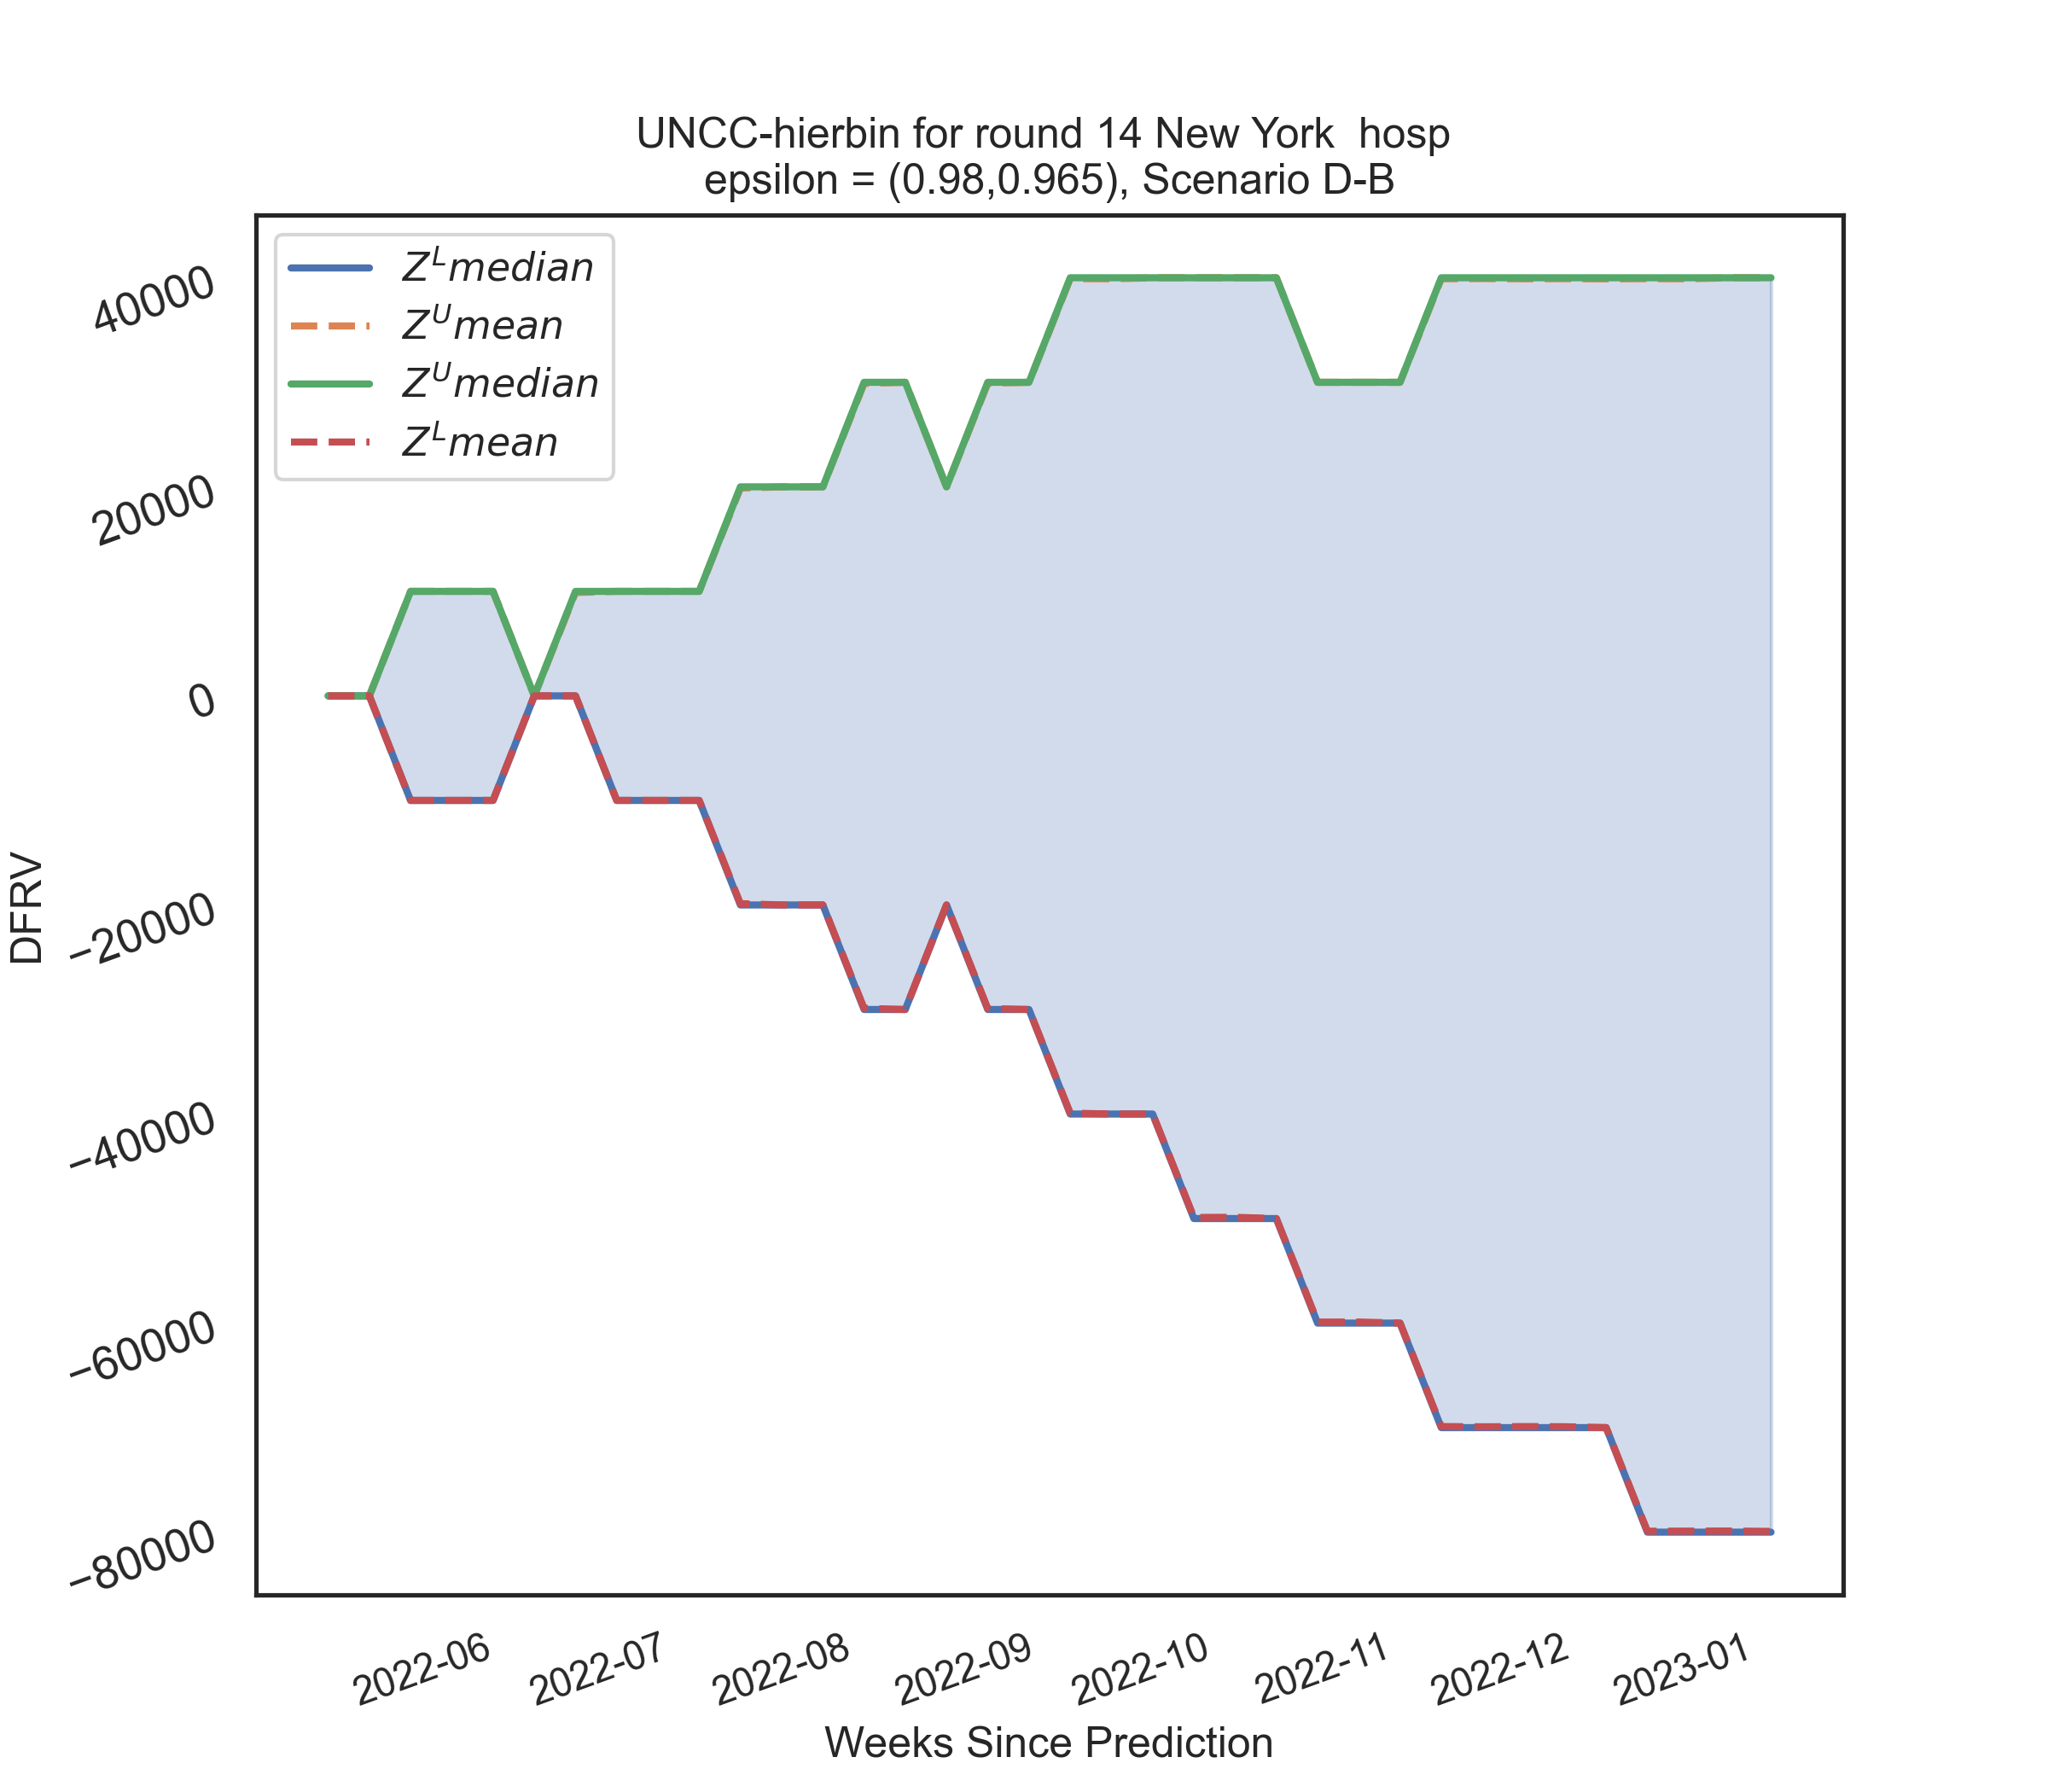 UNCC-hierbin for round 14 New York  hosp
epsilon = (0.98,0.965), Scenario D-B
Z^L median
Z^U mean
Z^U median
Z^L mean
40000
20000
0
−20000
−40000
−60000
−80000
DFRV
2022-06
2022-07
2022-08
2022-09
2022-10
2022-11
2022-12
2023-01
Weeks Since Prediction